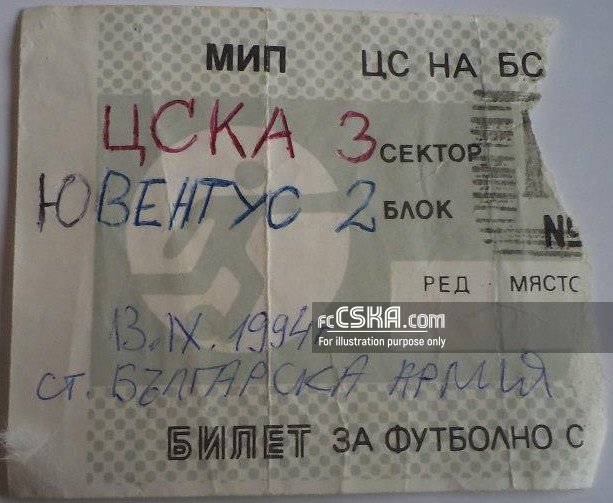 МИП ЦС НА БС
ЦСКА 3 СЕКТОР
ЮВЕНТУС 2 БЛОК
№
РЕД МЯСТО
fcCSKA.com
For illustration purpose only
13.IX.1994г
ст. БЪЛГАРСКА АРМИЯ
БИЛЕТ ЗА ФУТБОЛНО С